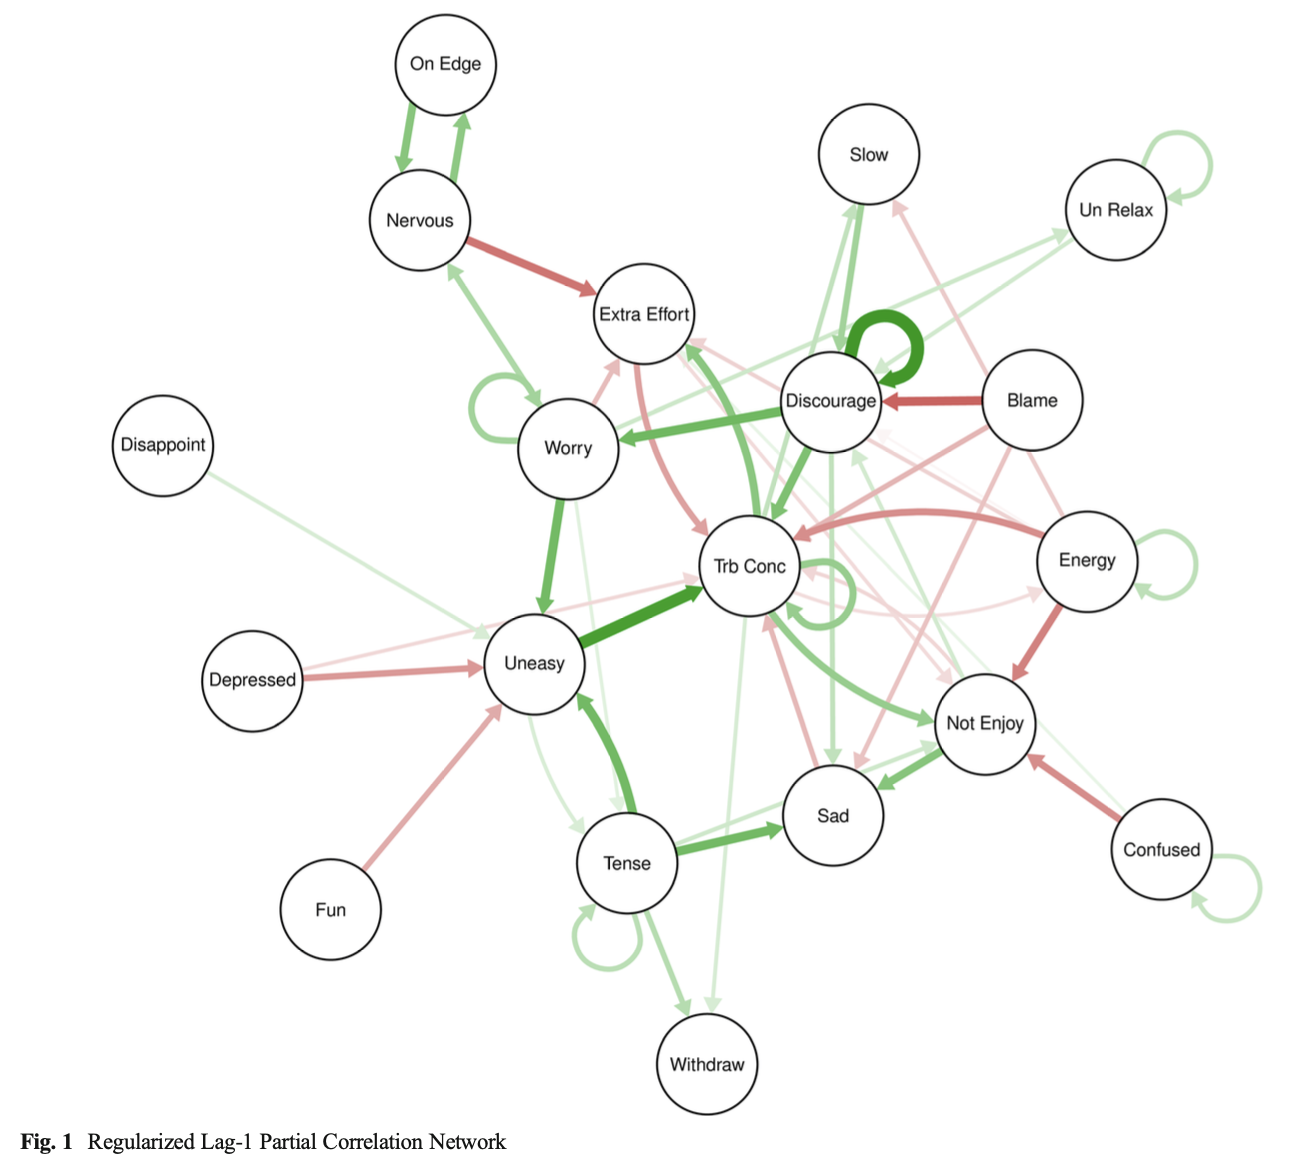 On Edge
Slow
Un Relax
Nervous
Extra Effort
Discourage
Blame
Disappoint
Worry
Trb Conc
Energy
Uneasy
Depressed
Not Enjoy
Sad
Confused
Tense
Fun
Withdraw
Fig. 1 Regularized Lag-1 Partial Correlation Network